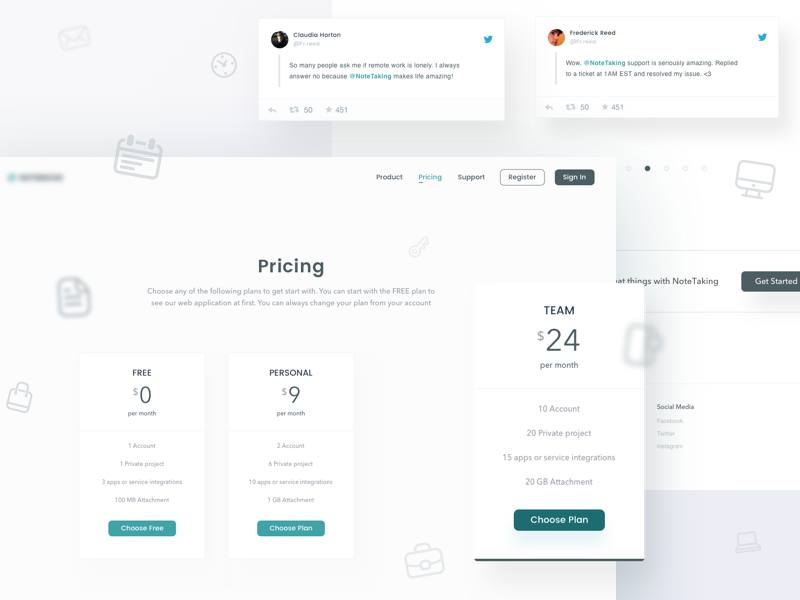 Claudia Horton
@Fr.reed
So many people ask me if remote work is lonely. I always
answer no because @NoteTaking makes life amazing!
50
451
Frederick Reed
@Fr.reed
Wow, @NoteTaking support is seriously amazing. Replied
to a ticket at 1AM EST and resolved my issue. <3
50
451
Product
Pricing
Support
Register
Sign In
Pricing
Choose any of the following plans to get start with. You can start with the FREE plan to
see our web application at first. You can always change your plan from your account
FREE
$0
per month
1 Account
1 Private project
3 apps or service integrations
100 MB Attachment
Choose Free
PERSONAL
$9
per month
2 Account
6 Private project
10 apps or service integrations
1 GB Attachment
Choose Plan
TEAM
$24
per month
10 Account
20 Private project
15 apps or service integrations
20 GB Attachment
Choose Plan
at things with NoteTaking
Get Started
Social Media
Facebook
Twitter
Instagram